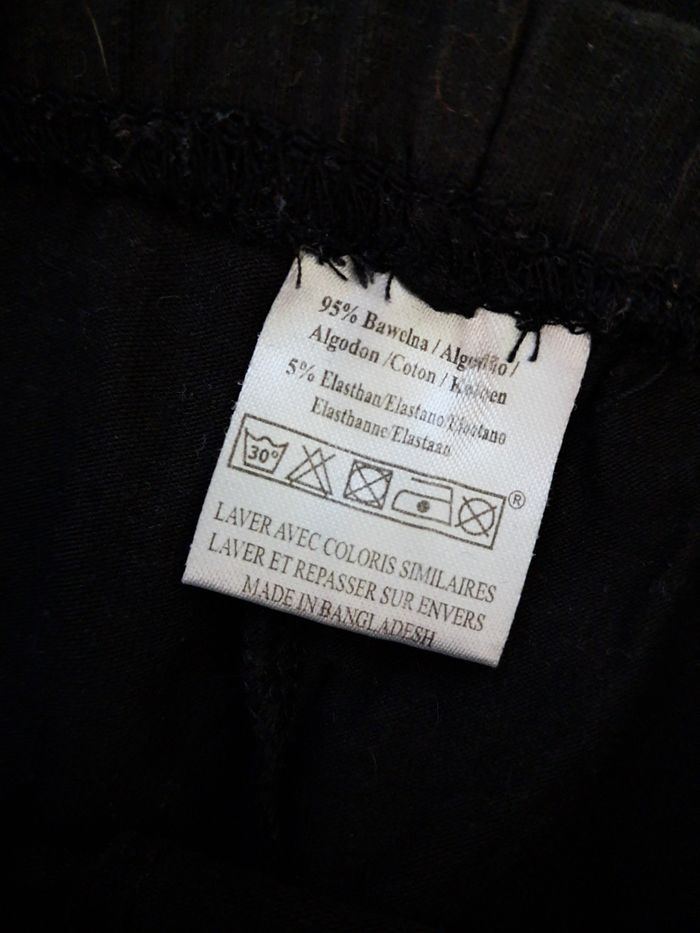 95% Bawełna / Algodão /
Algodon / Coton / Katoen
5% Elasthan/Elastano/Elastano
Elasthanne/Elastaan
30°
®
LAVER AVEC COLORIS SIMILAIRES
LAVER ET REPASSER SUR ENVERS
MADE IN BANGLADESH